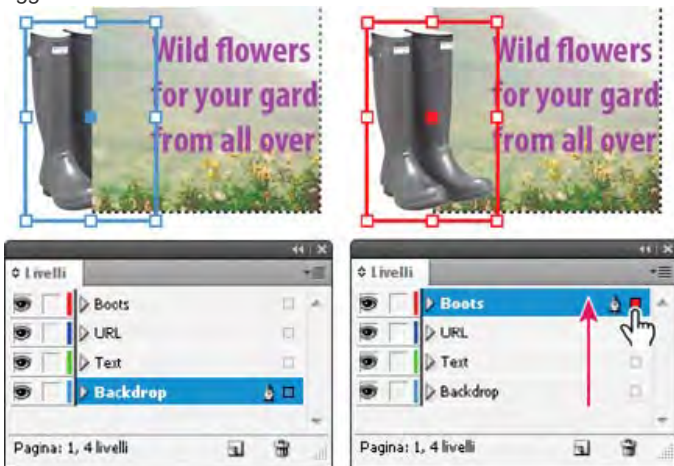 Wild flowers
for your gard
from all over
Wild flowers
for your gard
from all over
Livelli
Boots
URL
Text
Backdrop
Pagina: 1, 4 livelli
Livelli
Boots
URL
Text
Backdrop
Pagina: 1, 4 livelli